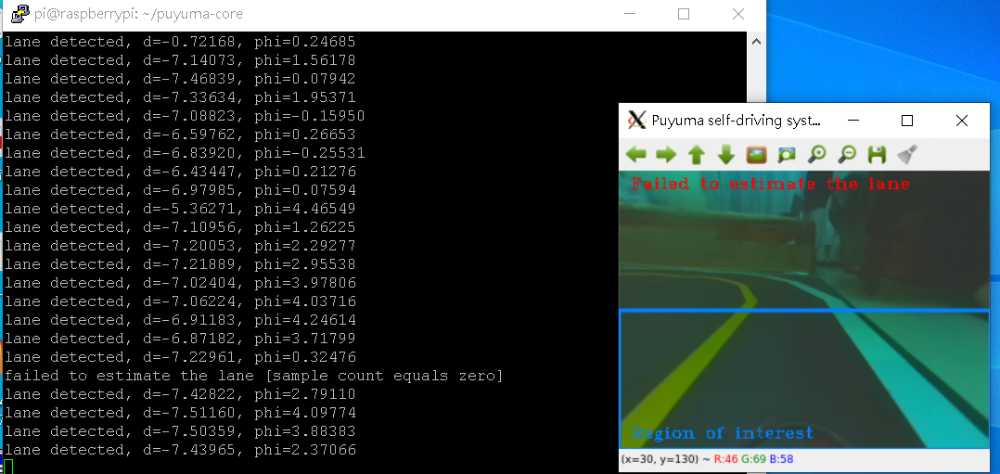 pi@raspberrypi: ~/puyuma-core
lane detected, d=-0.72168, phi=0.24685
lane detected, d=-7.14073, phi=1.56178
lane detected, d=-7.46839, phi=0.07942
lane detected, d=-7.33634, phi=1.95371
lane detected, d=-7.08823, phi=-0.15950
lane detected, d=-6.59762, phi=0.26653
lane detected, d=-6.83920, phi=-0.25531
lane detected, d=-6.43447, phi=0.21276
lane detected, d=-6.97985, phi=0.07594
lane detected, d=-5.36271, phi=4.46549
lane detected, d=-7.10956, phi=1.26225
lane detected, d=-7.20053, phi=2.29277
lane detected, d=-7.21889, phi=2.95538
lane detected, d=-7.02404, phi=3.97806
lane detected, d=-7.06224, phi=4.03716
lane detected, d=-6.91183, phi=4.24614
lane detected, d=-6.87182, phi=3.71799
lane detected, d=-7.22961, phi=0.32476
failed to estimate the lane [sample count equals zero]
lane detected, d=-7.42822, phi=2.79110
lane detected, d=-7.51160, phi=4.09774
lane detected, d=-7.50359, phi=3.88383
lane detected, d=-7.43965, phi=2.37066
Puyuma self-driving syst...
Failed to estimate the lane
Region of interest
(x=30, y=130) ~ R:46 G:69 B:58